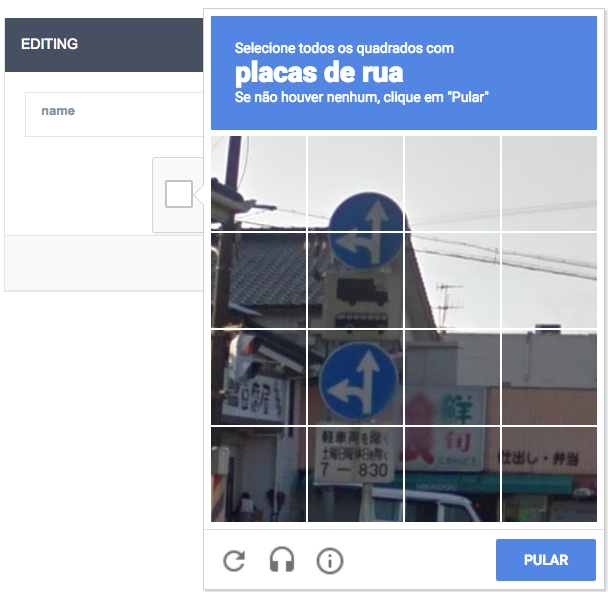 EDITING
name
Selecione todos os quadrados com
placas de rua
Se não houver nenhum, clique em "Pular"
軽車両を除く
土曜日曜休日を除く
7 — 830
鮮
旬
仕出し・弁当
PULAR